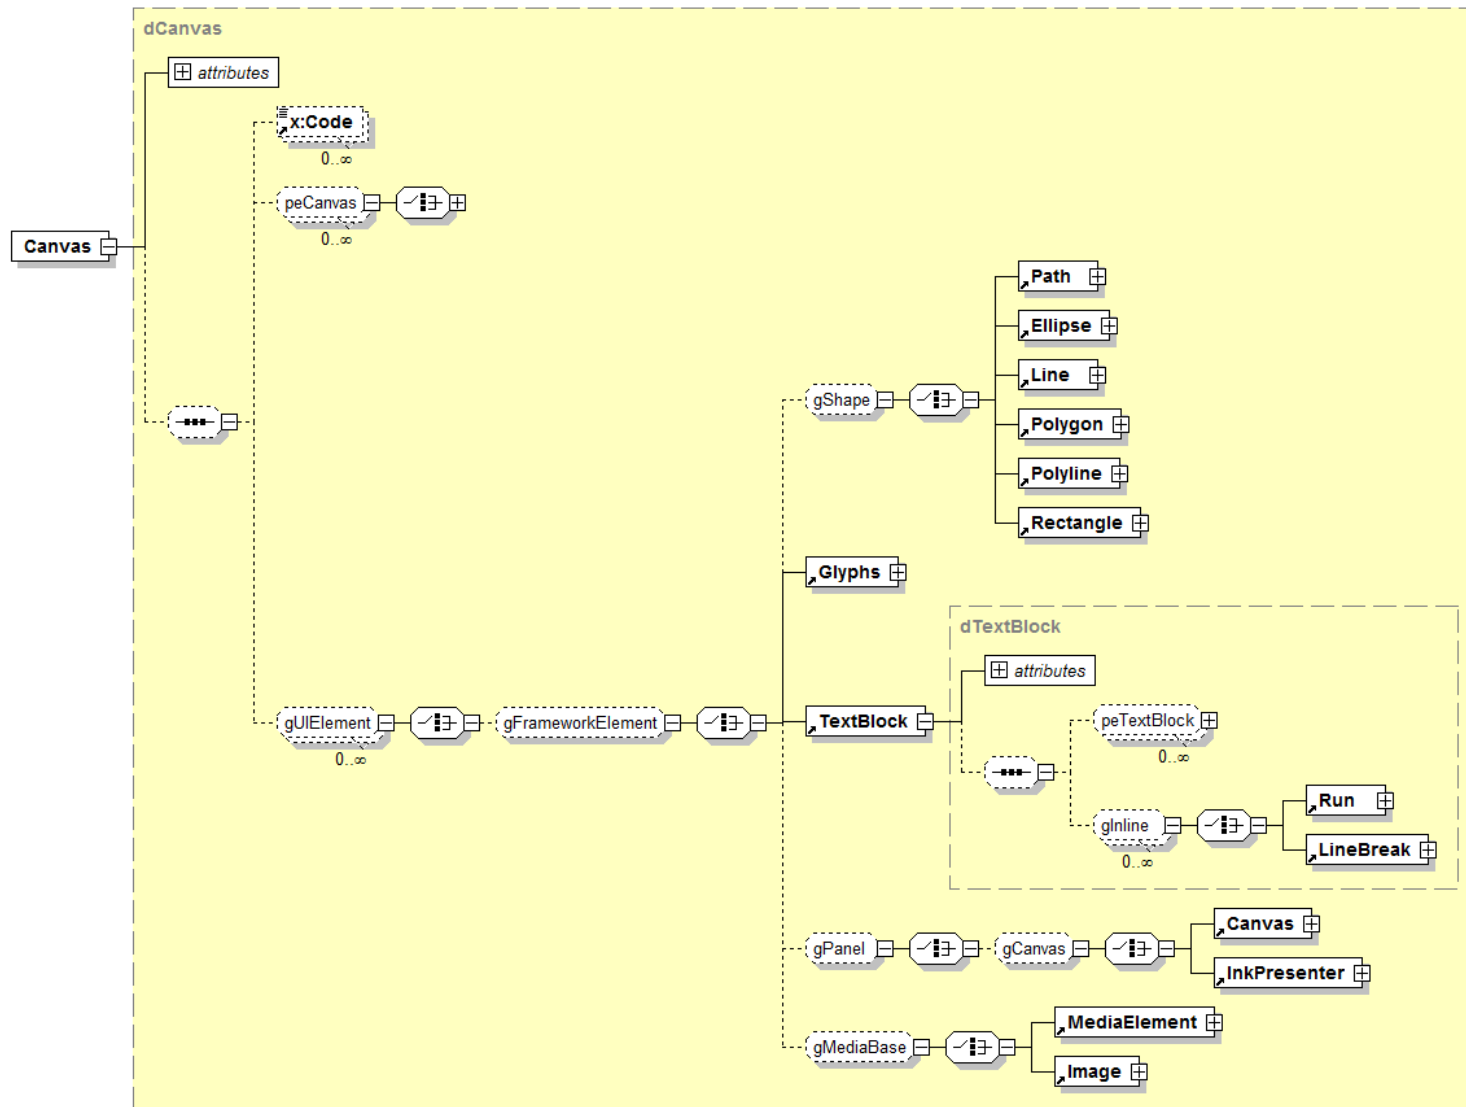 dCanvas
attributes
x:Code
0..∞
peCanvas
0..∞
Canvas
Path
Ellipse
Line
gShape
Polygon
Polyline
Rectangle
Glyphs
dTextBlock
attributes
gUIElement
0..∞
gFrameworkElement
TextBlock
peTextBlock
0..∞
Run
gInline
0..∞
LineBreak
gPanel
gCanvas
Canvas
InkPresenter
MediaElement
gMediaBase
Image